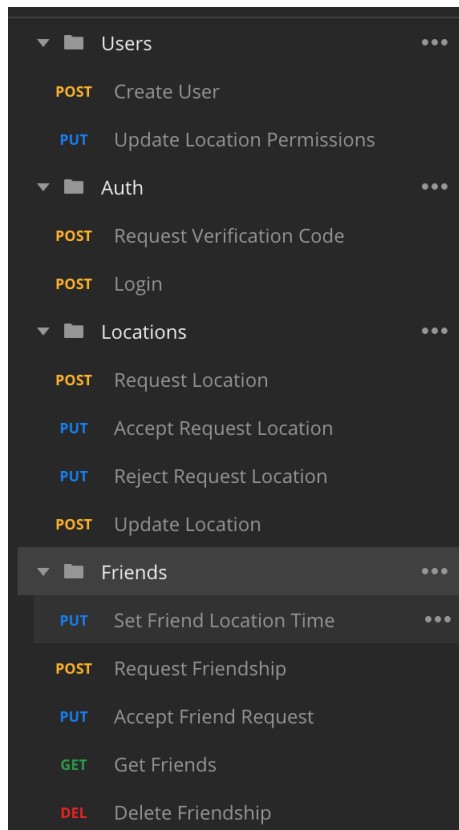 Users
POST Create User
PUT Update Location Permissions
Auth
POST Request Verification Code
POST Login
Locations
POST Request Location
PUT Accept Request Location
PUT Reject Request Location
POST Update Location
Friends
PUT Set Friend Location Time
POST Request Friendship
PUT Accept Friend Request
GET Get Friends
DEL Delete Friendship